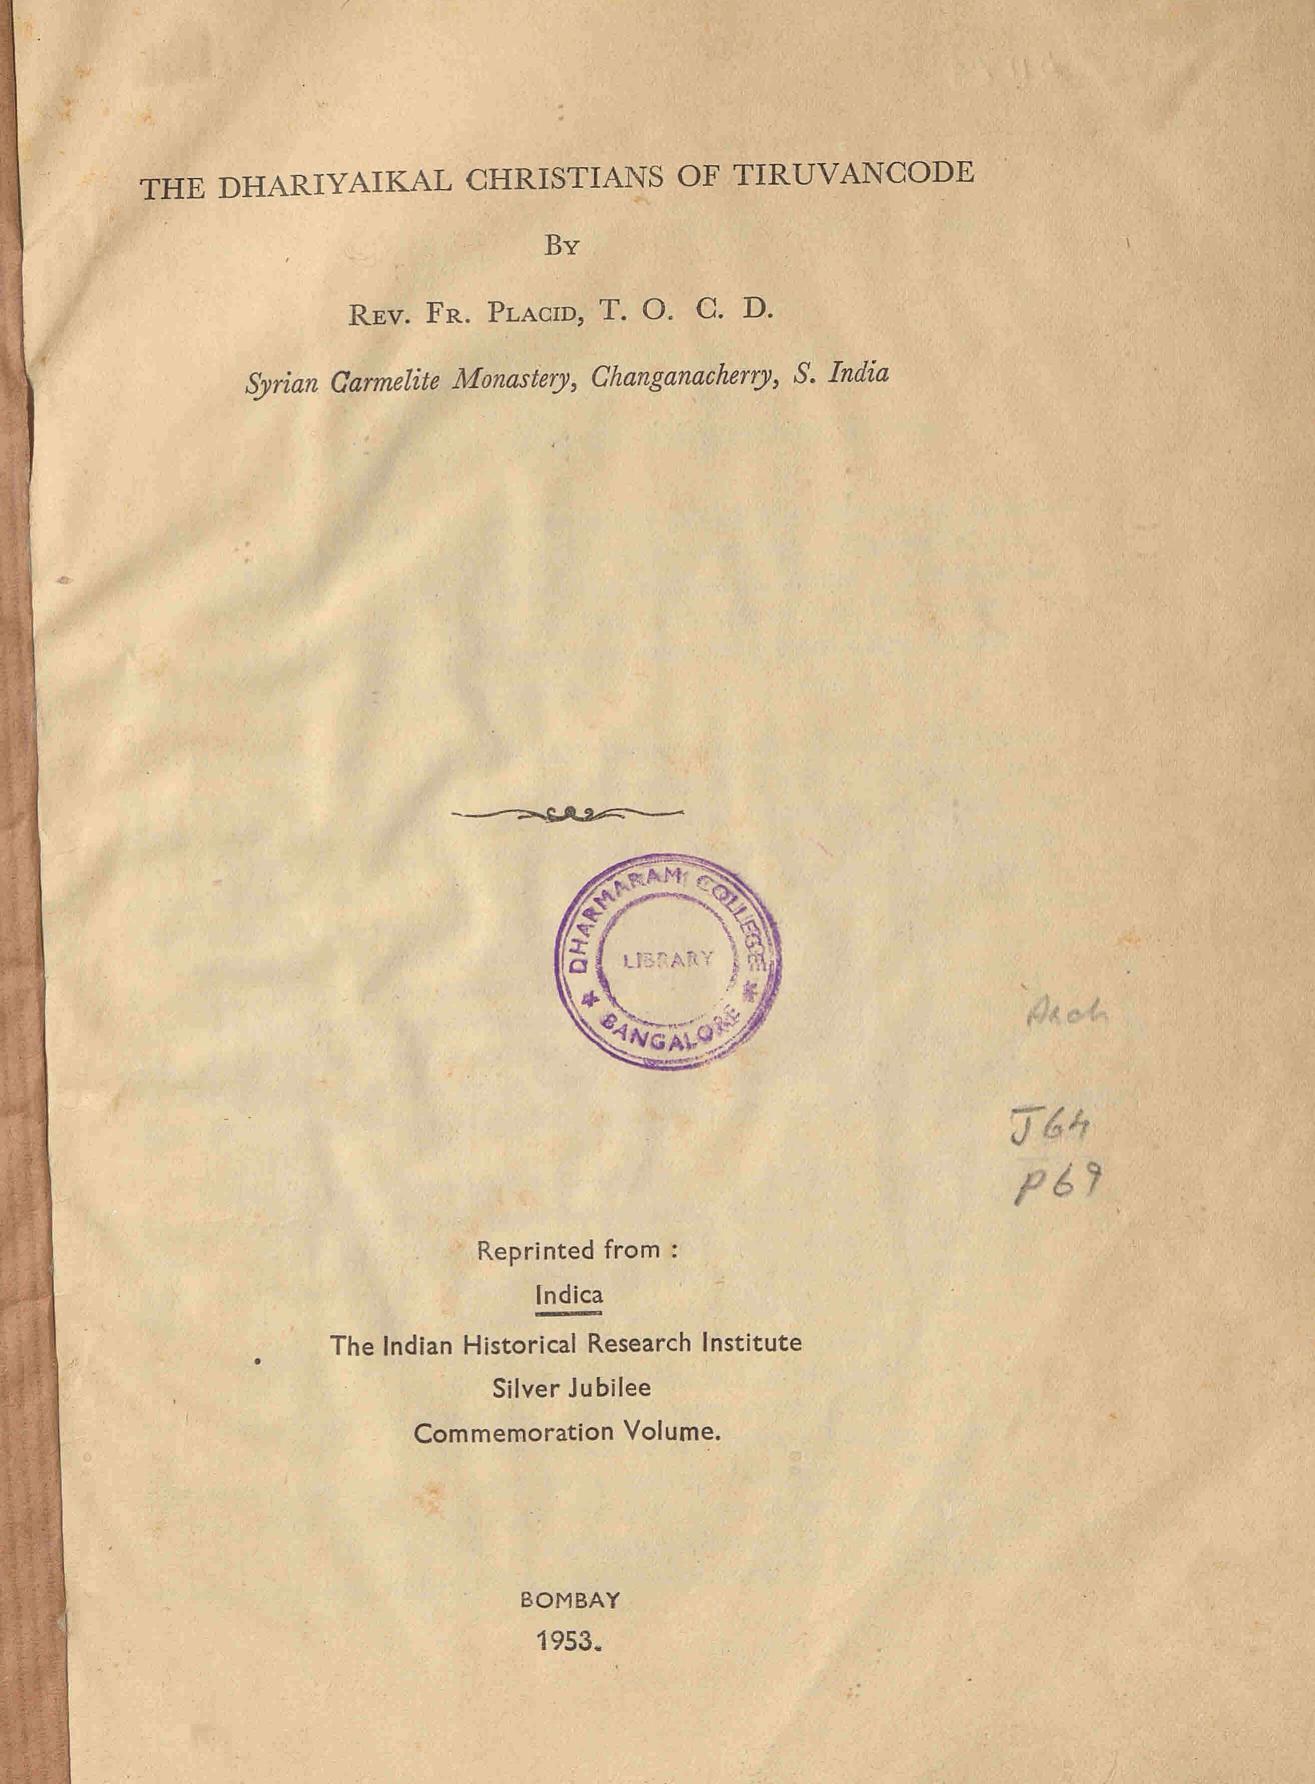 THE DHARIYAIKAL CHRISTIANS OF TIRUVANCODE
BY
REV. FR. PLACID, T. O. C. D.
Syrian Carmelite Monastery, Changanacherry, S. India
DHARMARAM COLLEGE
LIBRARY
* BANGALORE *
Arch
J64
P69
Reprinted from :
Indica
The Indian Historical Research Institute
Silver Jubilee
Commemoration Volume.
BOMBAY
1953.